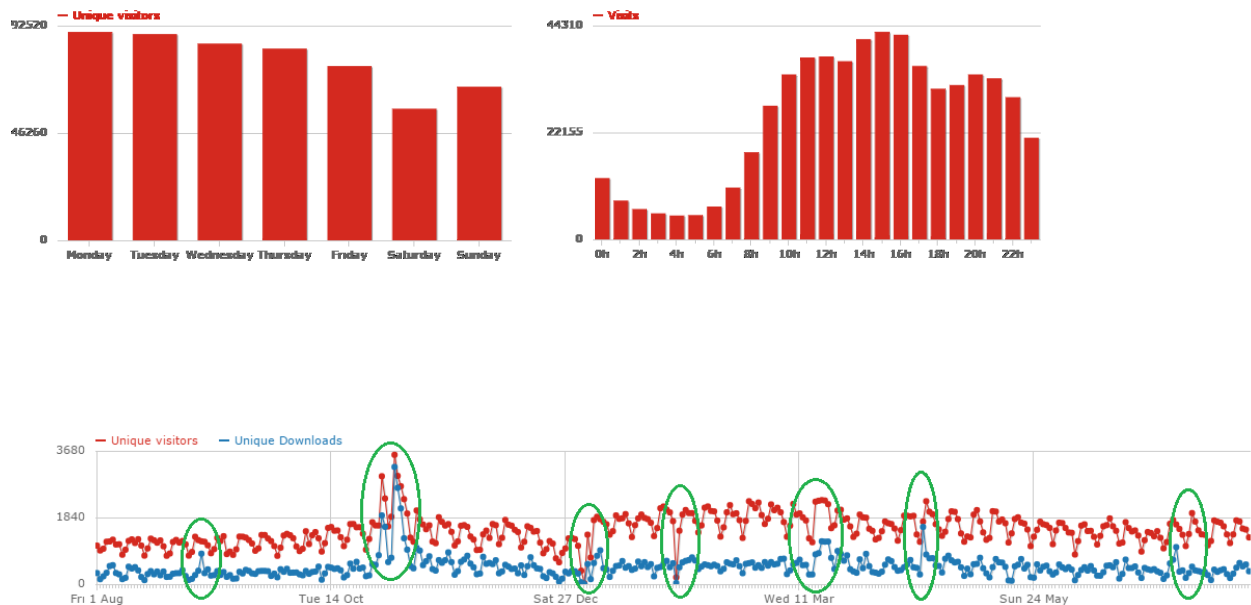 Unique visitors
92520
46260
0
Monday Tuesday Wednesday Thursday Friday Saturday Sunday
Visits
44310
22155
0
0h 2h 4h 6h 8h 10h 12h 14h 16h 18h 20h 22h
Unique visitors Unique Downloads
3680
1840
0
Fri 1 Aug Tue 14 Oct Sat 27 Dec Wed 11 Mar Sun 24 May